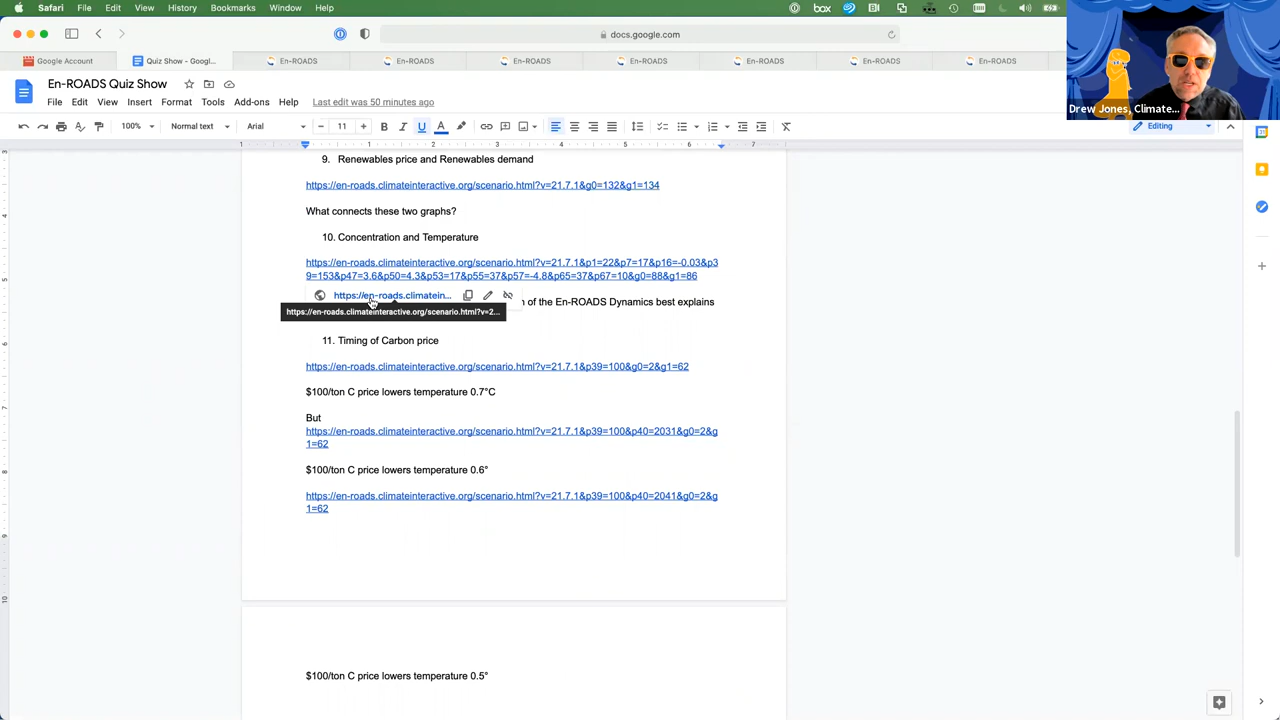 Safari File Edit View History Bookmarks Develop Window Help
box
docs.google.com
Google Account
Quiz Show - Googl...
En-ROADS
En-ROADS
En-ROADS
En-ROADS
En-ROADS
En-ROADS
En-ROADS
Drew Jones, Climate...
En-ROADS Quiz Show
File Edit View Insert Format Tools Add-ons Help Last edit was 50 minutes ago
100% Normal text Arial 11 B I U A Editing
1 1 2 3 4 5 6 7
9. Renewables price and Renewables demand
https://en-roads.climateinteractive.org/scenario.html?v=21.7.1&g0=132&g1=134
What connects these two graphs?
10. Concentration and Temperature
https://en-roads.climateinteractive.org/scenario.html?v=21.7.1&p1=22&p7=17&p16=-0.03&p3
9=153&p47=3.6&p50=4.3&p53=17&p55=37&p57=-4.8&p65=37&p67=10&g0=88&g1=86
https://en-roads.climatein...
n of the En-ROADS Dynamics best explains
https://en-roads.climateinteractive.org/scenario.html?v=2...
11. Timing of Carbon price
https://en-roads.climateinteractive.org/scenario.html?v=21.7.1&p39=100&g0=2&g1=62
$100/ton C price lowers temperature 0.7°C
But
https://en-roads.climateinteractive.org/scenario.html?v=21.7.1&p39=100&p40=2031&g0=2&g
1=62
$100/ton C price lowers temperature 0.6°
https://en-roads.climateinteractive.org/scenario.html?v=21.7.1&p39=100&p40=2041&g0=2&g
1=62
$100/ton C price lowers temperature 0.5°